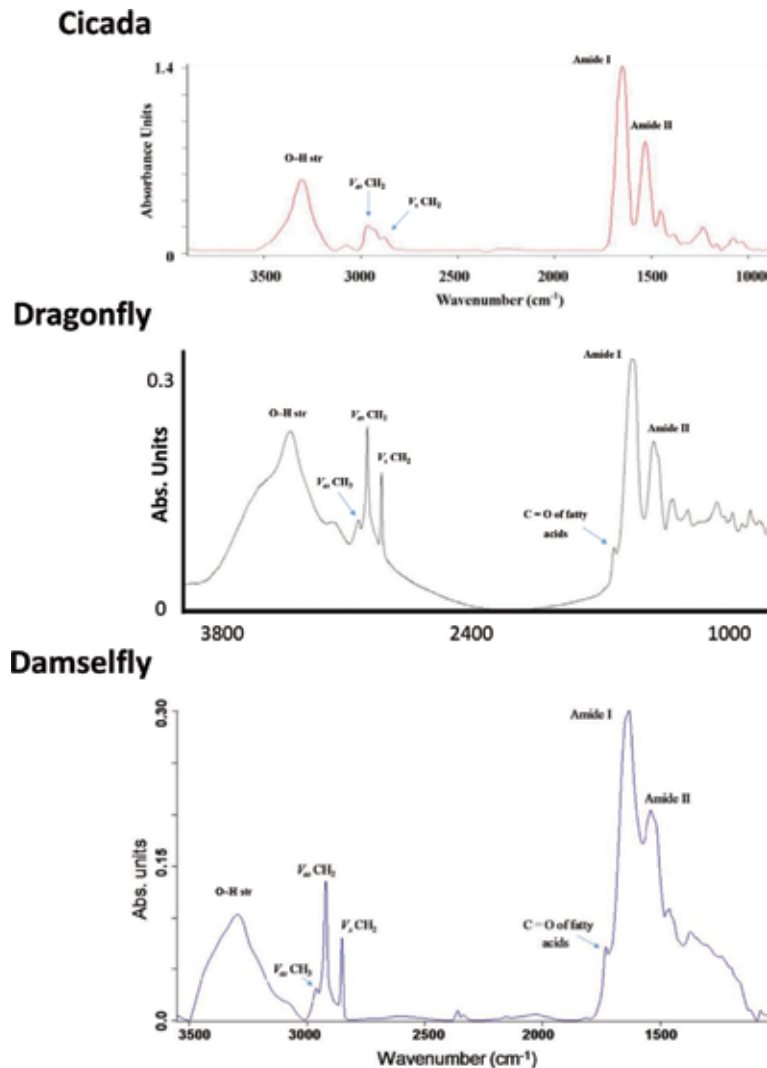 Cicada
1.4
Amide I
Amide II
O–H str
Vas CH2
Vs CH2
Absorbance Units
0
3500
3000
2500
2000
1500
1000
Wavenumber (cm-1)
Dragonfly
Amide I
0.3
O–H str
Vas CH2
Amide II
Vs CH2
Vas CH3
Abs. Units
C = O of fatty
acids
0
3800
2400
1000
Damselfly
0.30
Amide I
Amide II
Vas CH2
0.15
Abs. units
O–H str
Vs CH2
C = O of fatty
acids
Vas CH3
0.0
3500
3000
2500
2000
1500
Wavenumber (cm-1)